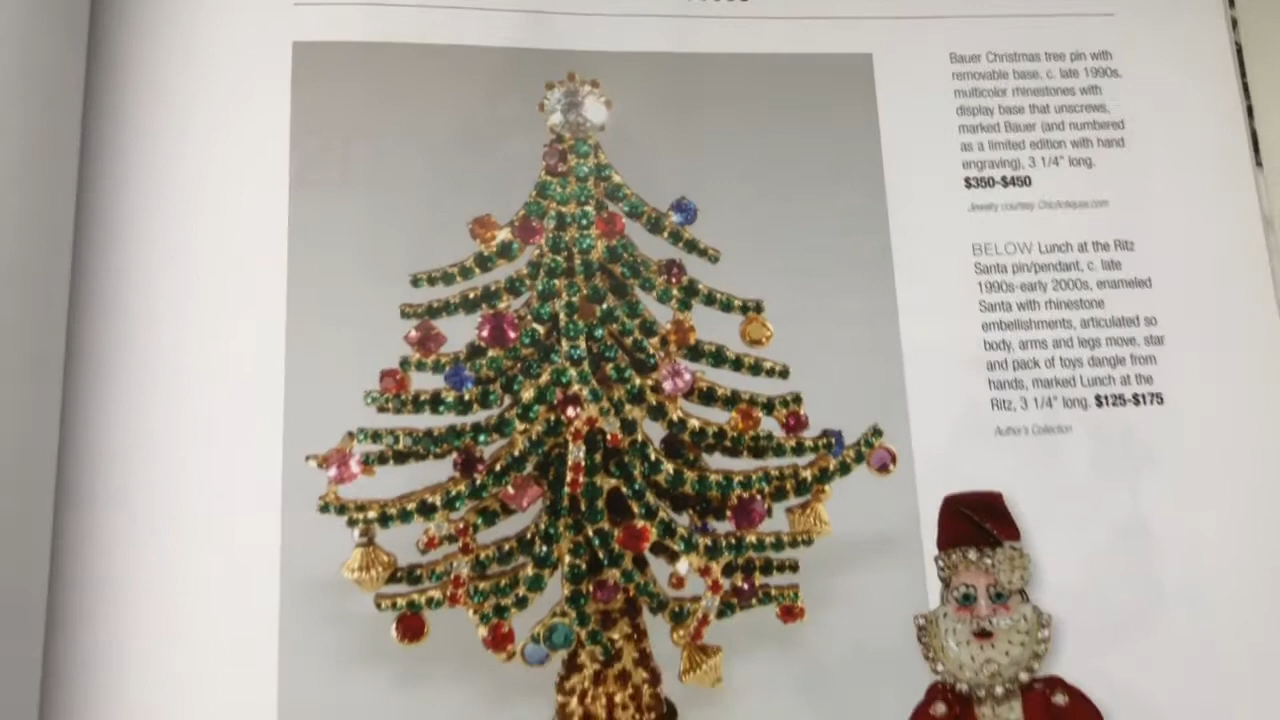 Bauer Christmas tree pin with
removable base, c. late 1990s,
multicolor rhinestones with
display base that unscrews,
marked Bauer (and numbered
as a limited edition with hand
engraving), 3 1/4" long.
$350-$450
Jewelry courtesy ChicAntiques.com
BELOW Lunch at the Ritz
Santa pin/pendant, c. late
1990s-early 2000s, enameled
Santa with rhinestone
embellishments, articulated so
body, arms and legs move, star
and pack of toys dangle from
hands, marked Lunch at the
Ritz, 3 1/4" long. $125-$175
Author's Collection